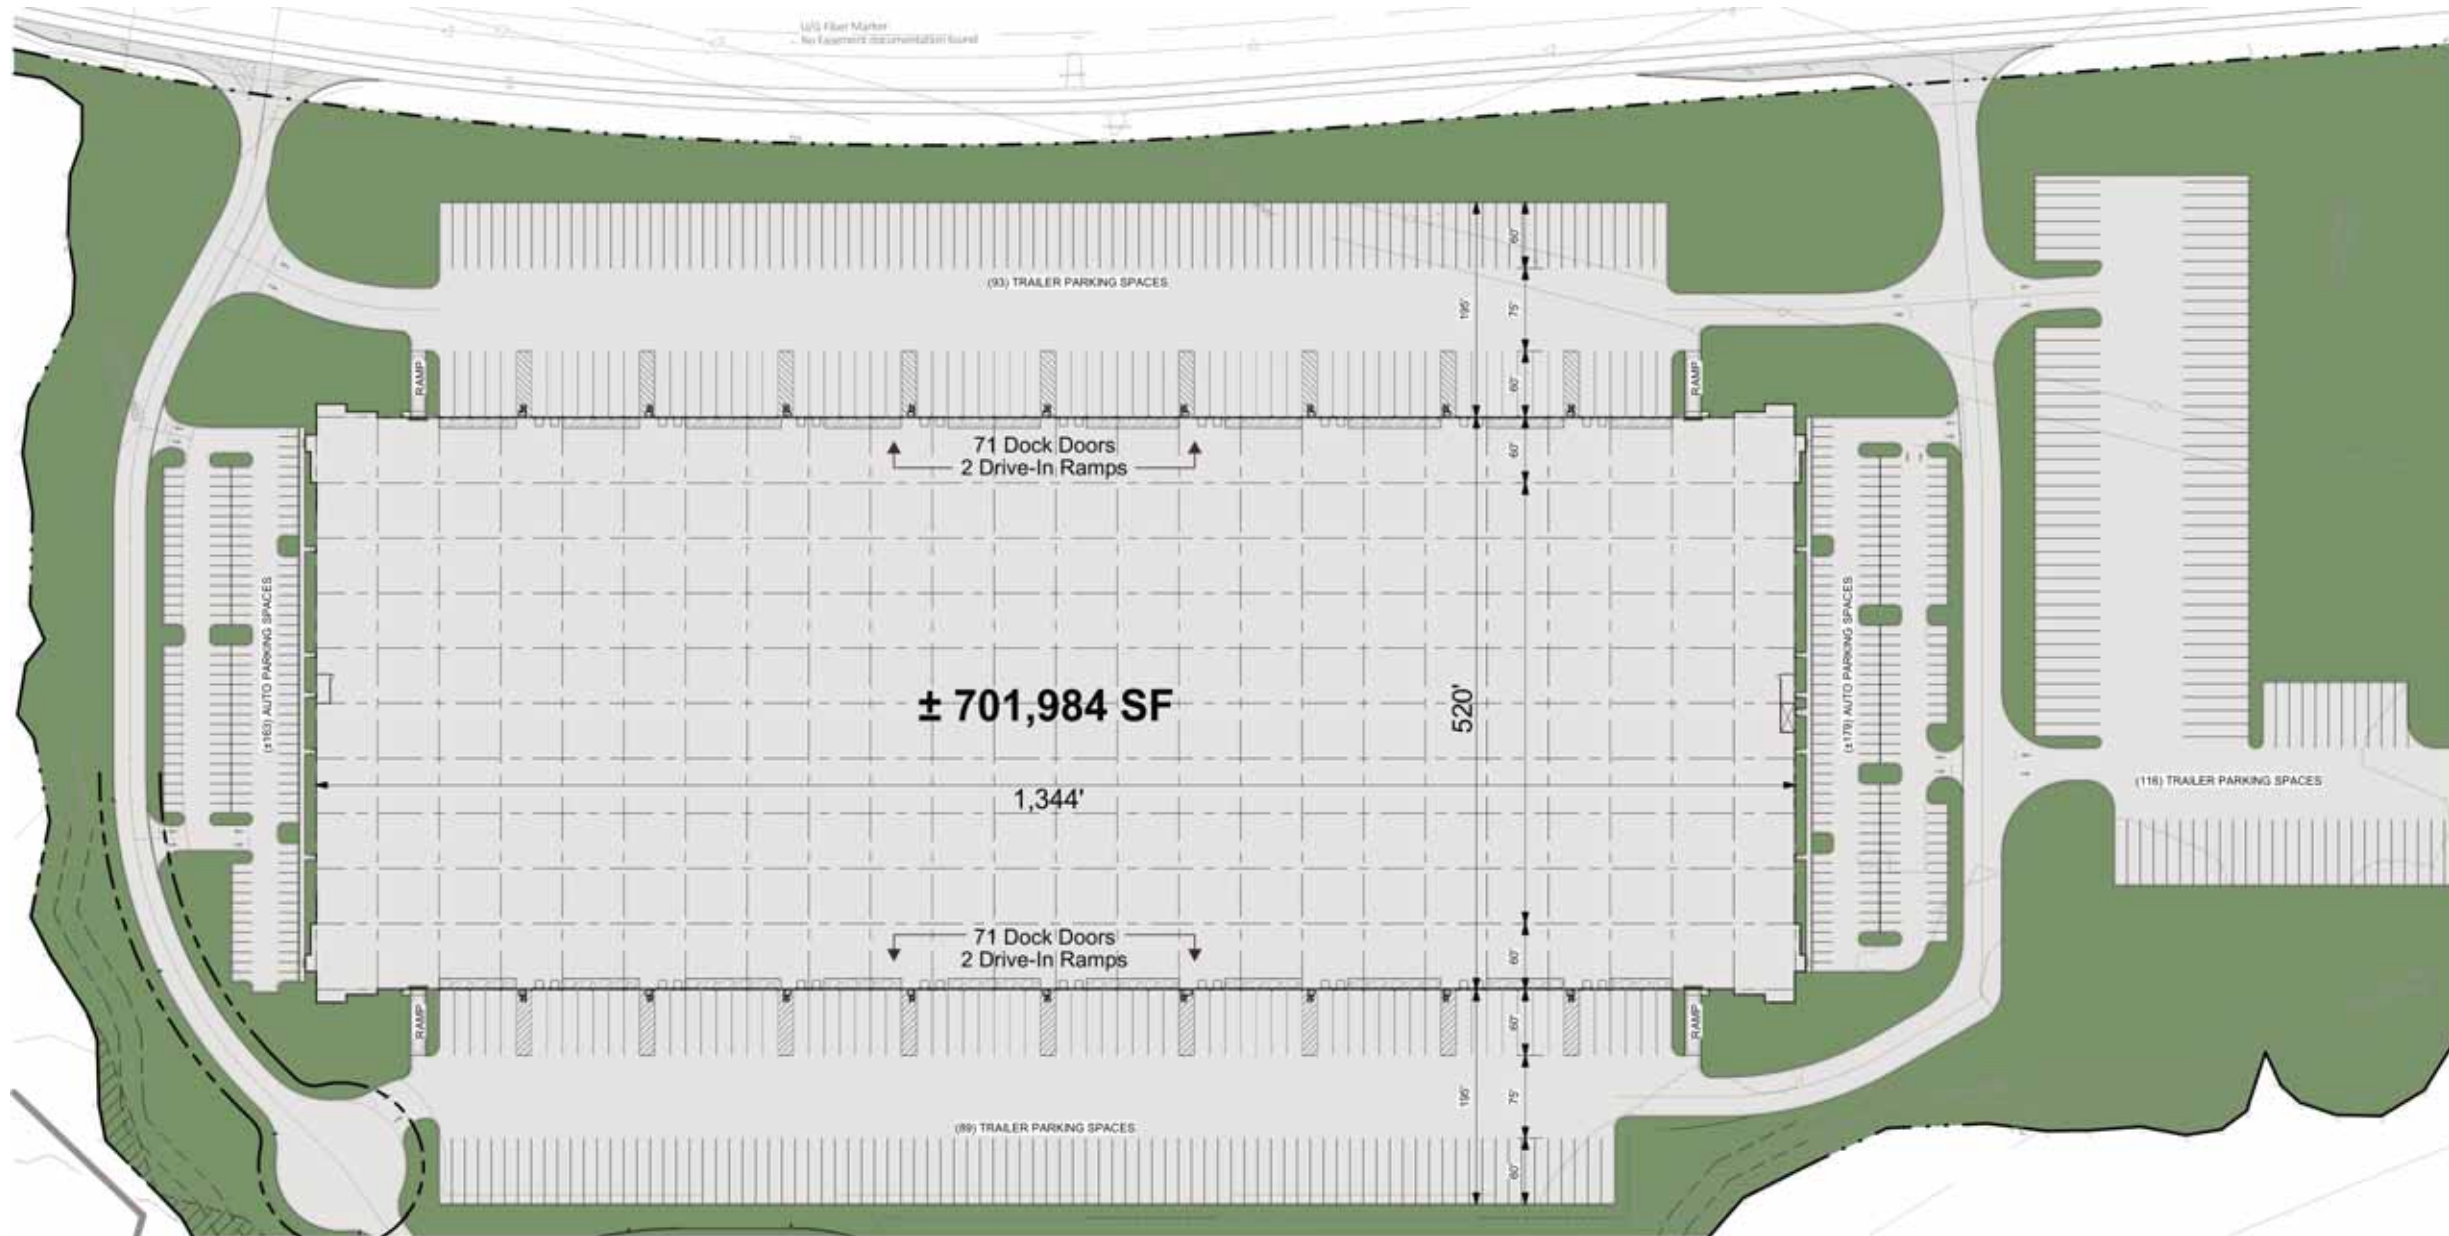 U/G Fiber Marker
No Easement documentation found
60'
(93) TRAILER PARKING SPACES
195'
75'
RAMP
60'
RAMP
71 Dock Doors
2 Drive-In Ramps
60'
(±163) AUTO PARKING SPACES
± 701,984 SF
520'
(±179) AUTO PARKING SPACES
1,344'
(116) TRAILER PARKING SPACES
71 Dock Doors
2 Drive-In Ramps
60'
RAMP
60'
RAMP
195'
75'
(89) TRAILER PARKING SPACES
60'